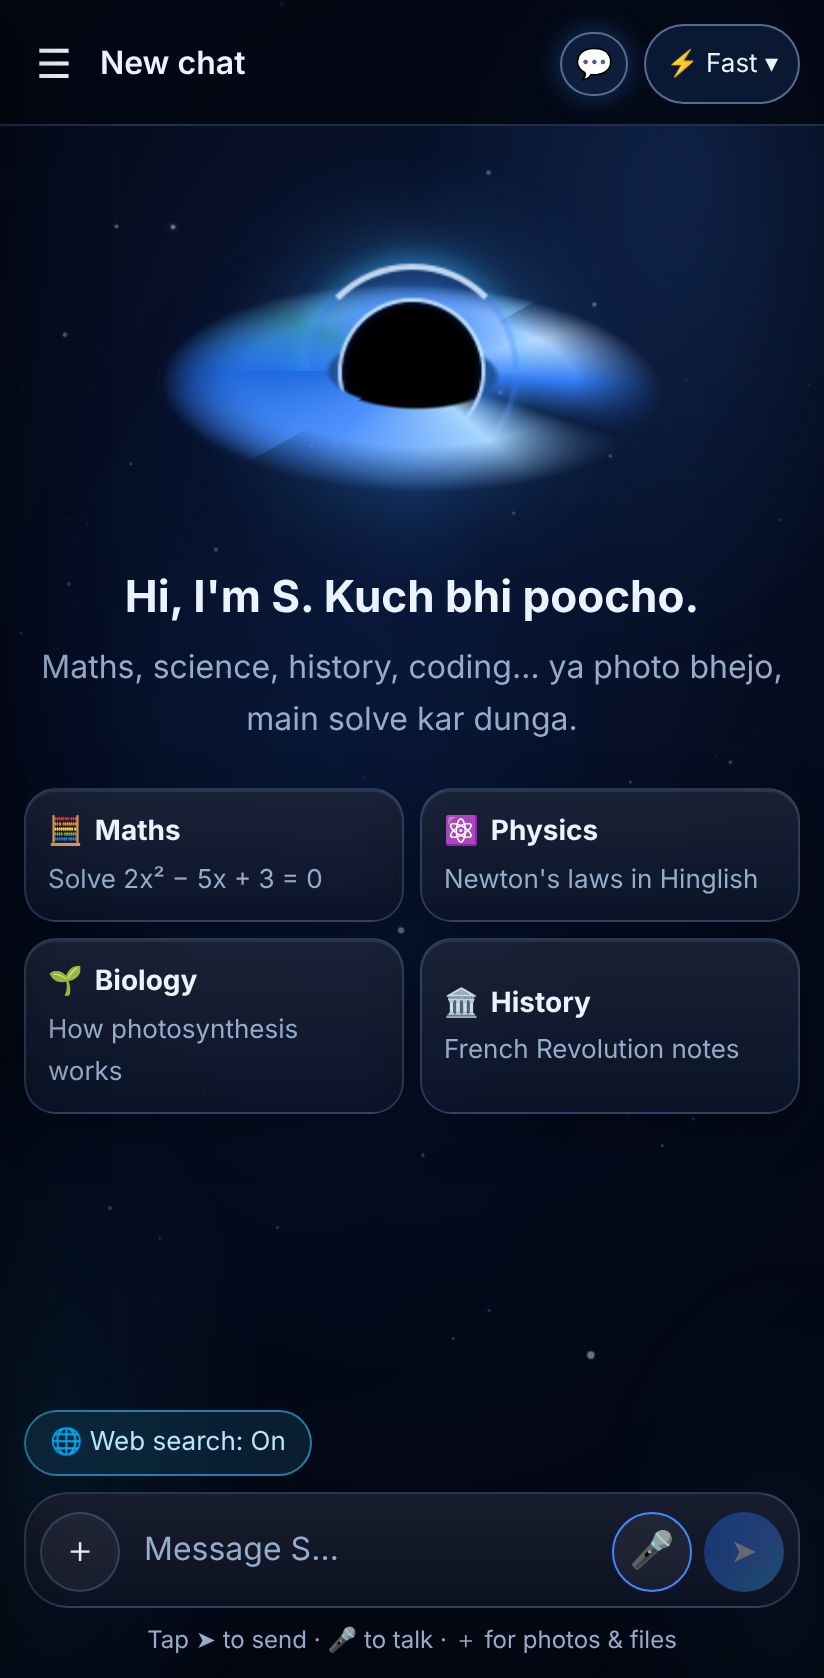 ☰ New chat 💬 ⚡ Fast ▾
Hi, I'm S. Kuch bhi poocho.
Maths, science, history, coding... ya photo bhejo,
main solve kar dunga.
🧮 Maths
Solve 2x² − 5x + 3 = 0
⚛️ Physics
Newton's laws in Hinglish
🌱 Biology
How photosynthesis
works
🏛️ History
French Revolution notes
🌐 Web search: On
+ Message S... 🎤 ➤
Tap ➤ to send · 🎤 to talk · + for photos & files